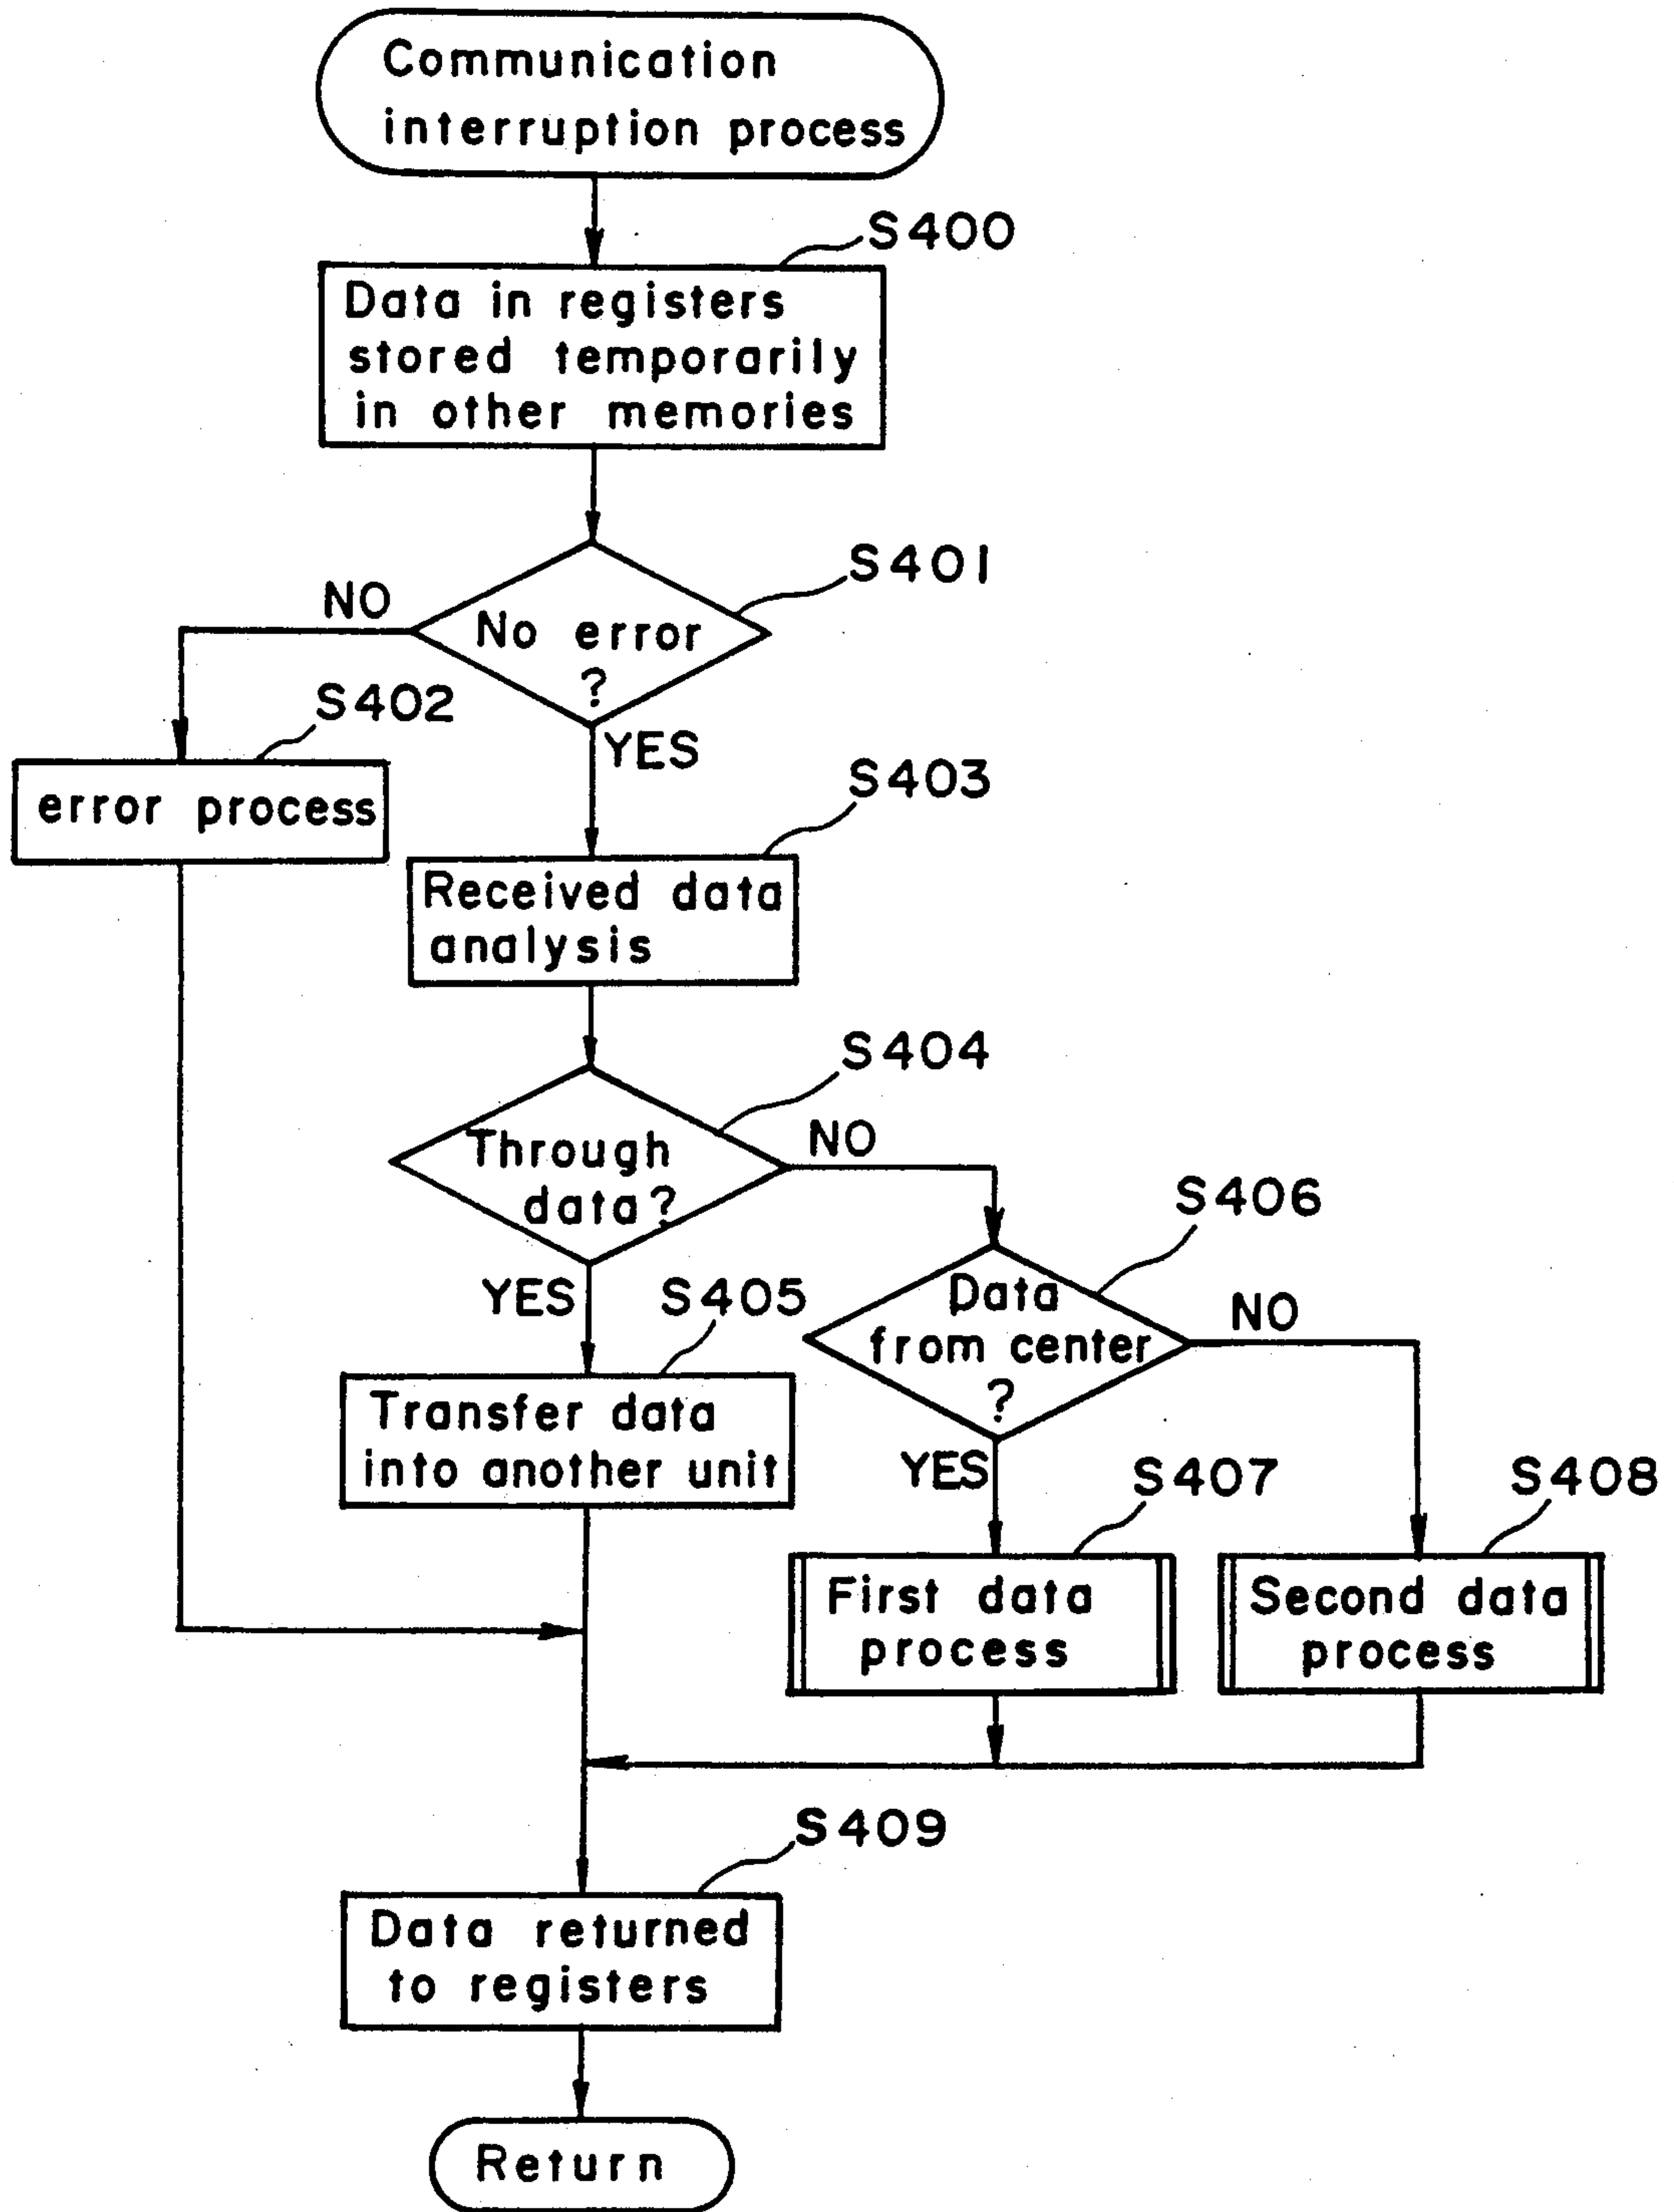 Communication
interruption process
S400
Data in registers
stored temporarily
in other memories
S401
NO
No error
?
YES
S402
error process
S403
Received data
analysis
S404
Through
data?
NO
YES
S405
Transfer data
into another unit
S406
Data
from center
?
NO
YES
S407
First data
process
S408
Second data
process
S409
Data returned
to registers
Return